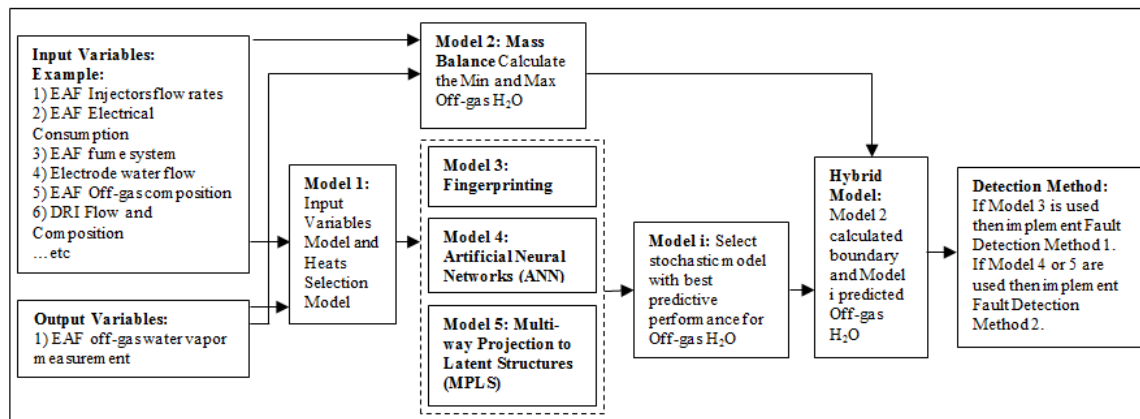 Input Variables:
Example:
1) EAF Injectors flow rates
2) EAF Electrical
Consumption
3) EAF fume system
4) Electrode water flow
5) EAF Off-gas composition
6) DRI Flow and
Composition
... etc
Output Variables:
1) EAF off-gas water vapor
measurement
Model 1:
Input
Variables
Model and
Heats
Selection
Model
Model 2: Mass
Balance Calculate
the Min and Max
Off-gas H₂O
Model 3:
Fingerprinting
Model 4:
Artificial Neural
Networks (ANN)
Model 5: Multi-
way Projection to
Latent Structures
(MPLS)
Model i: Select
stochastic model
with best
predictive
performance for
Off-gas H₂O
Hybrid
Model:
Model 2
calculated
boundary
and Model
i predicted
Off-gas
H₂O
Detection Method:
If Model 3 is used
then implement Fault
Detection Method 1.
If Model 4 or 5 are
used then implement
Fault Detection
Method 2.